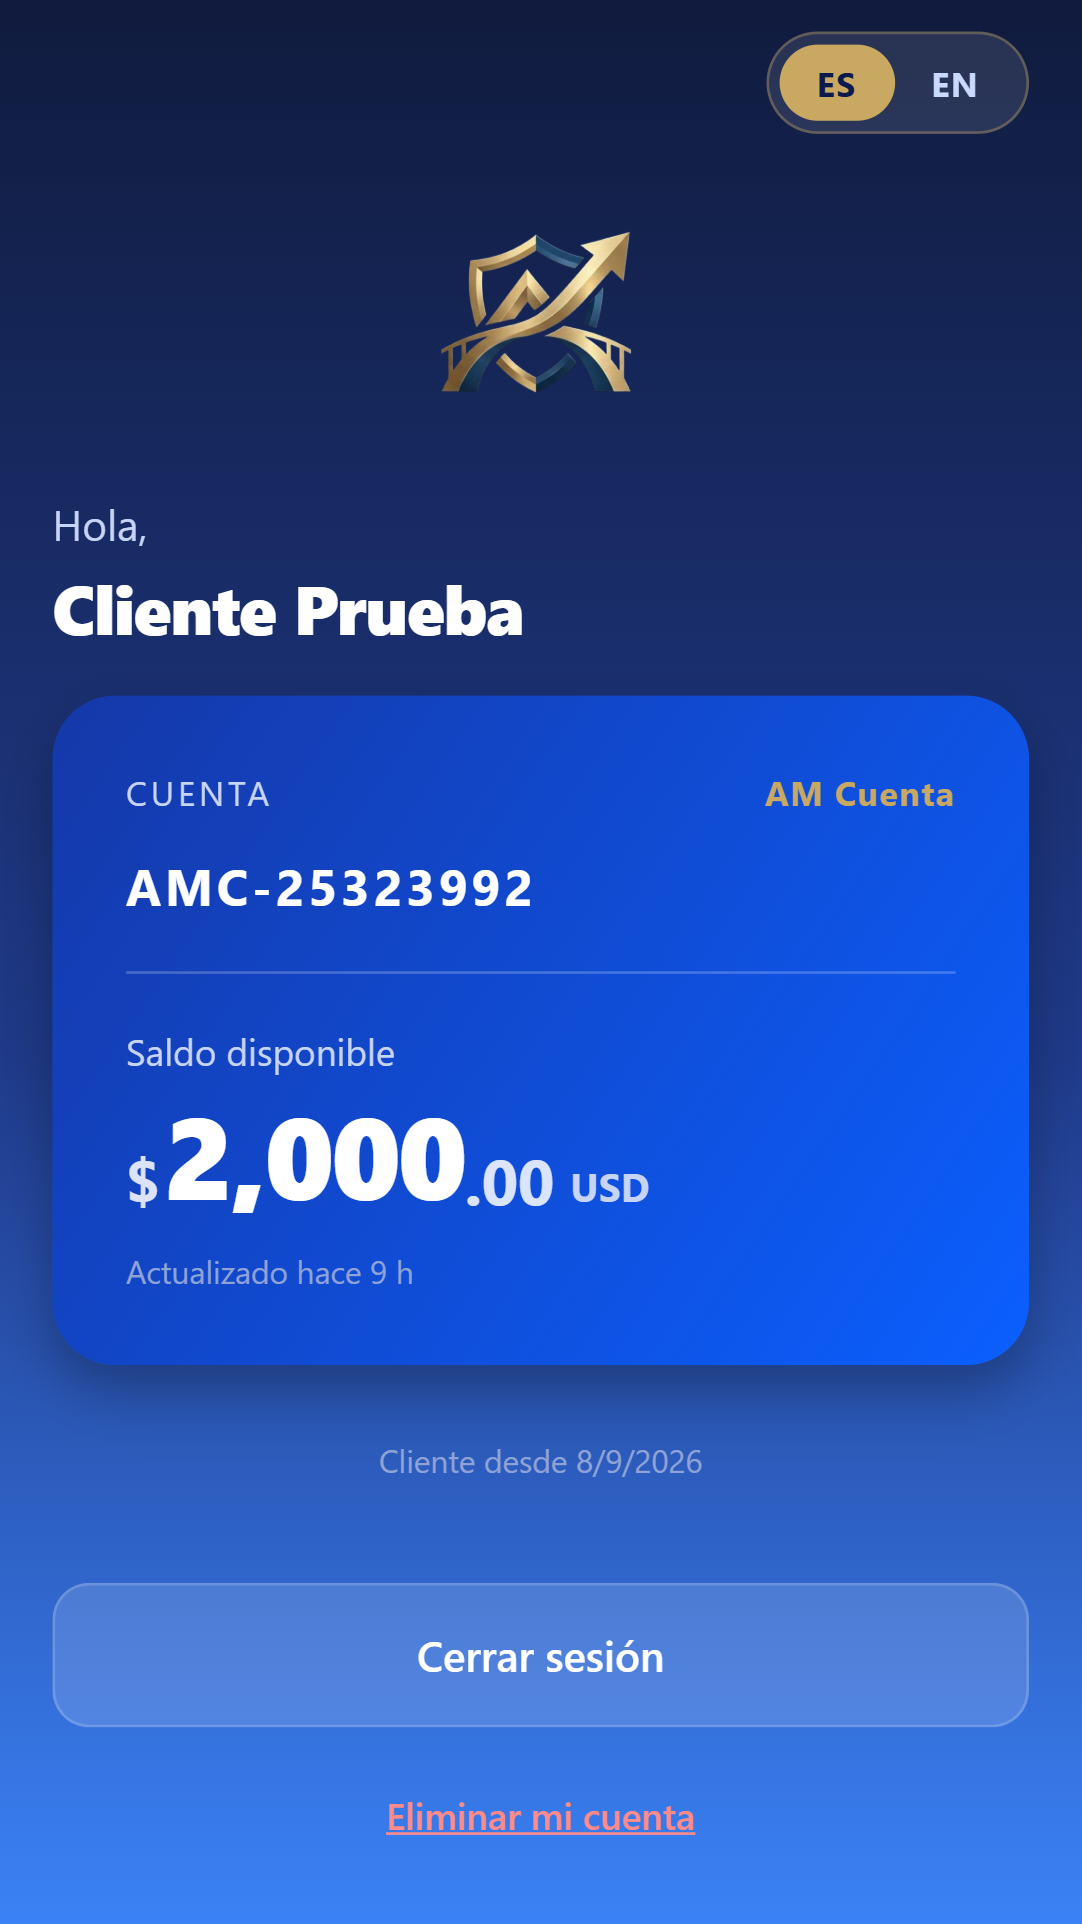 ES EN
Hola,
Cliente Prueba
CUENTA AM Cuenta
AMC-25323992
Saldo disponible
$2,000.00 USD
Actualizado hace 9 h
Cliente desde 8/9/2026
Cerrar sesión
Eliminar mi cuenta